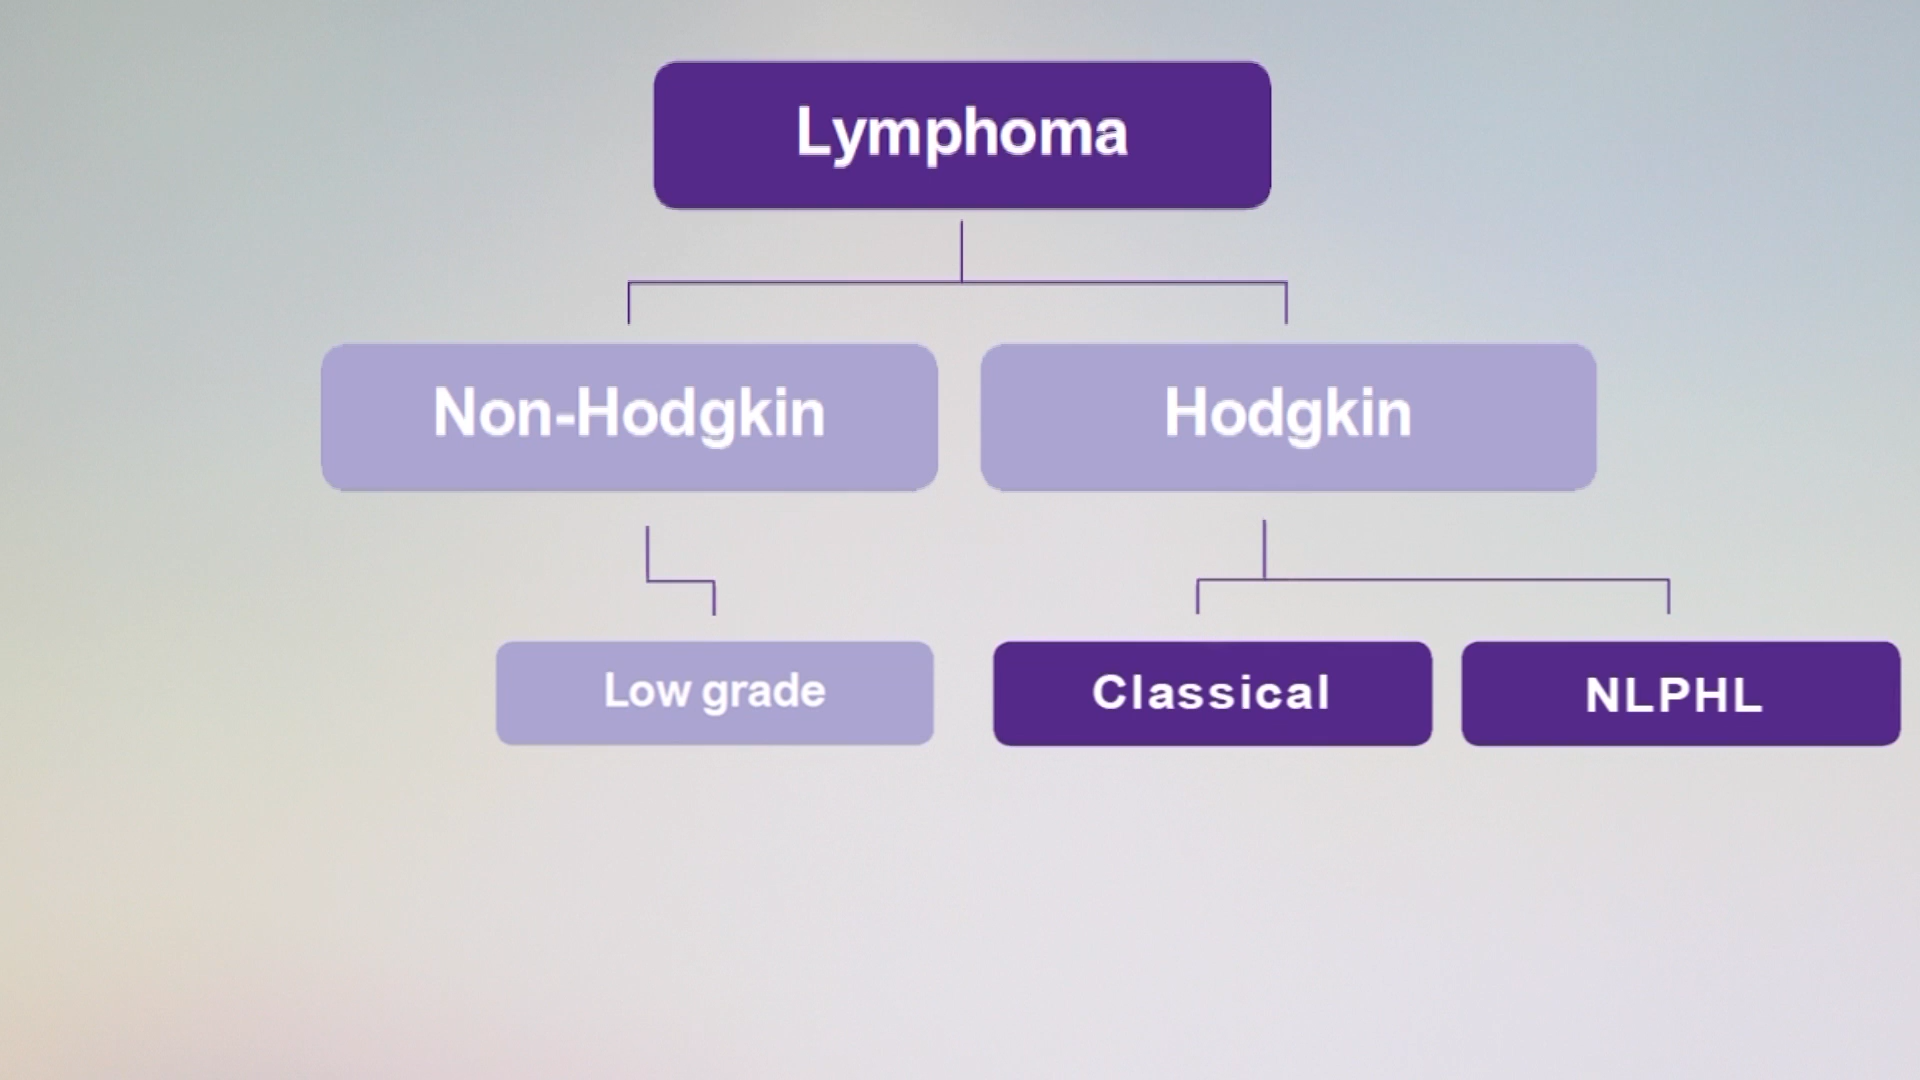 Lymphoma
Non-Hodgkin
Hodgkin
Low grade
Classical
NLPHL